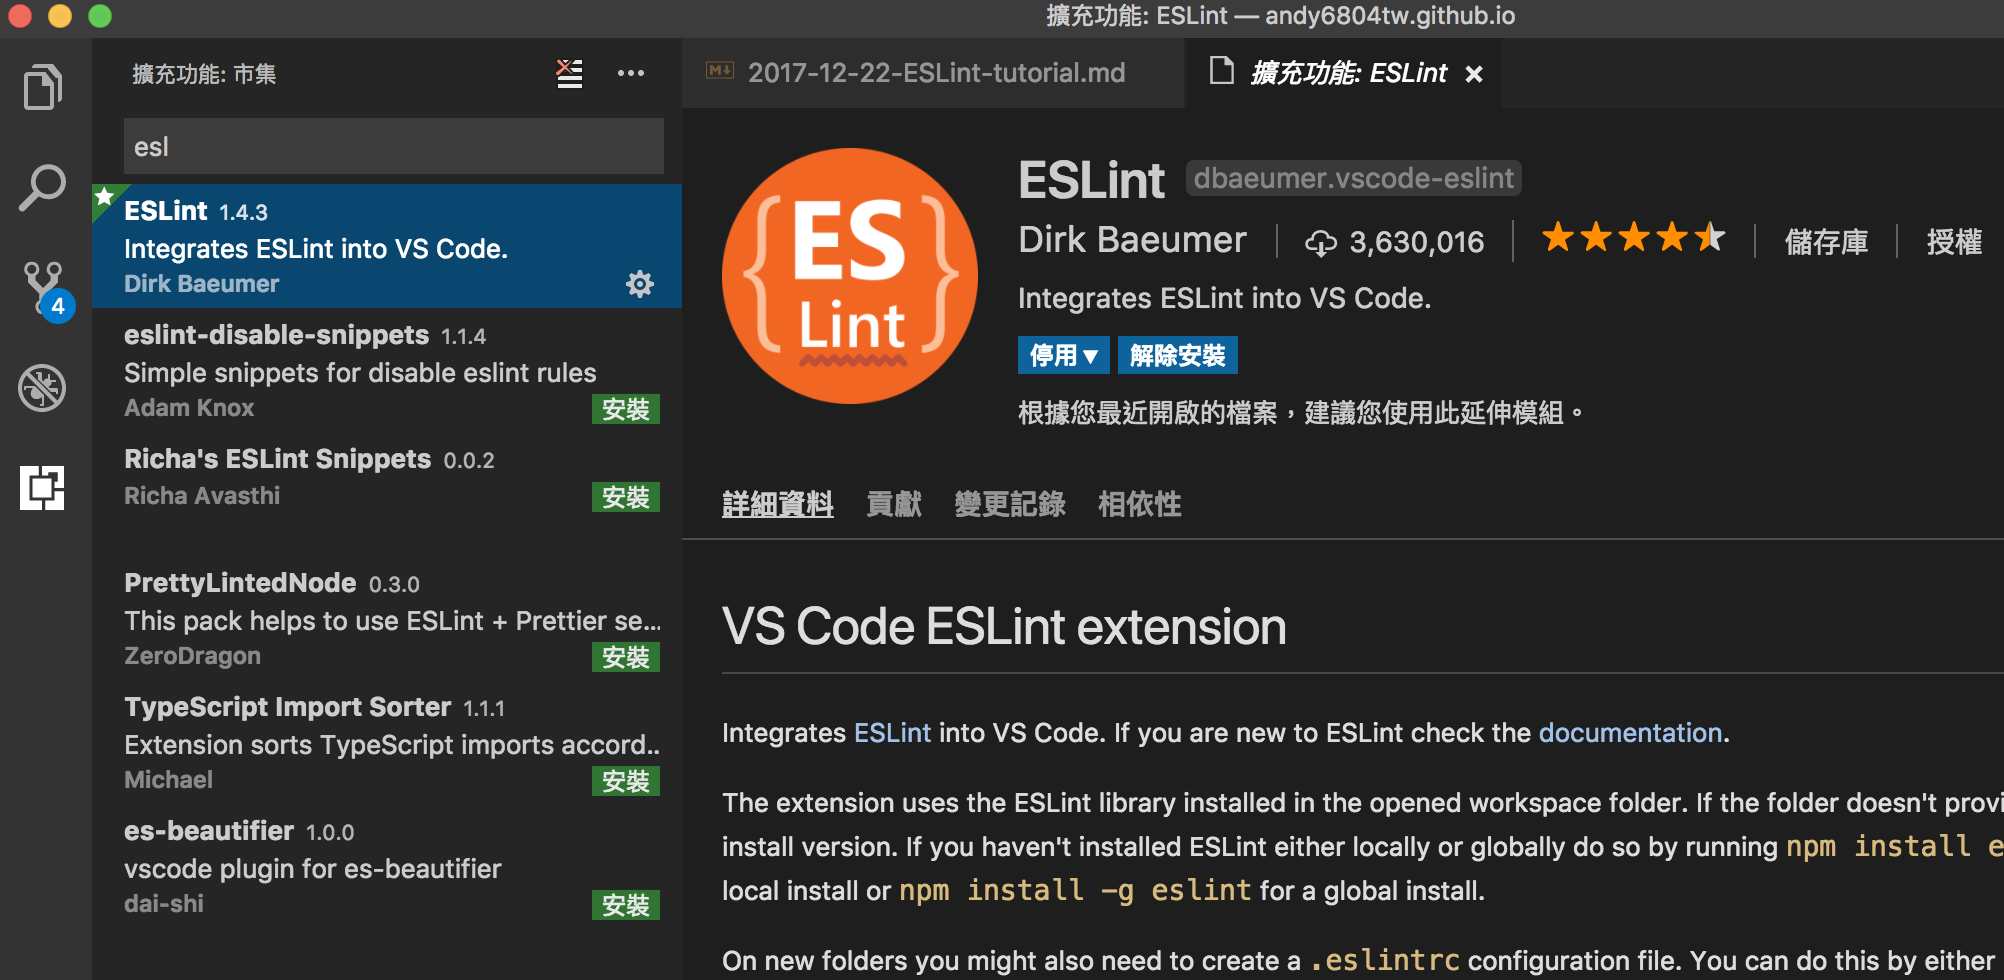 擴充功能: ESLint — andy6804tw.github.io
擴充功能: 市集
esl
ESLint 1.4.3
Integrates ESLint into VS Code.
Dirk Baeumer
eslint-disable-snippets 1.1.4
Simple snippets for disable eslint rules
Adam Knox
安裝
Richa's ESLint Snippets 0.0.2
Richa Avasthi
安裝
PrettyLintedNode 0.3.0
This pack helps to use ESLint + Prettier se...
ZeroDragon
安裝
TypeScript Import Sorter 1.1.1
Extension sorts TypeScript imports accord..
Michael
安裝
es-beautifier 1.0.0
vscode plugin for es-beautifier
dai-shi
安裝
4
2017-12-22-ESLint-tutorial.md
擴充功能: ESLint
{ES Lint}
ESLint dbaeumer.vscode-eslint
Dirk Baeumer 3,630,016 儲存庫 授權
Integrates ESLint into VS Code.
停用▼ 解除安裝
根據您最近開啟的檔案，建議您使用此延伸模組。
詳細資料 貢獻 變更記錄 相依性
VS Code ESLint extension
Integrates ESLint into VS Code. If you are new to ESLint check the documentation.
The extension uses the ESLint library installed in the opened workspace folder. If the folder doesn't provi
install version. If you haven't installed ESLint either locally or globally do so by running npm install e
local install or npm install -g eslint for a global install.
On new folders you might also need to create a .eslintrc configuration file. You can do this by either